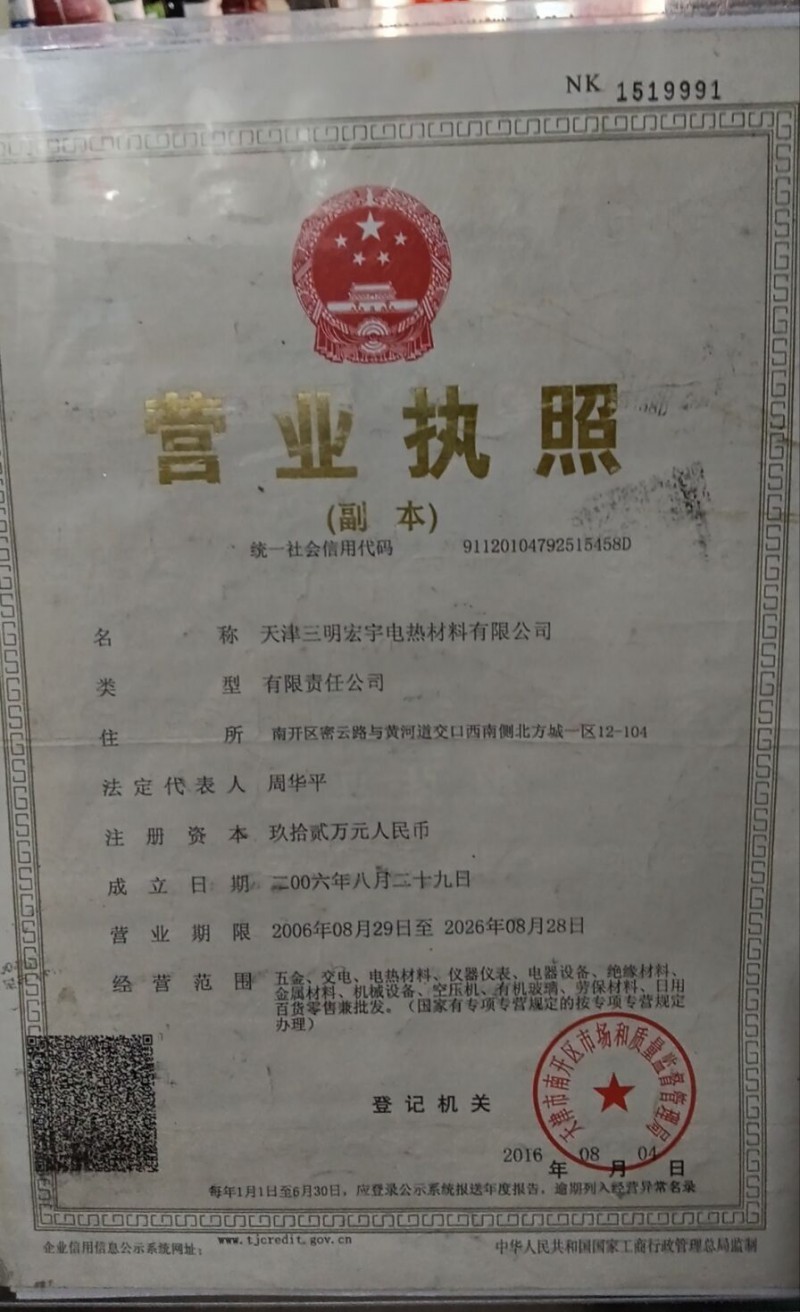 NK 1519991
营业执照
(副 本)
统一社会信用代码 91120104792515458D
名 称 天津三明宏宇电热材料有限公司
类 型 有限责任公司
住 所 南开区密云路与黄河道交口西南侧北方城一区12-104
法定代表人 周华平
注册资本 玖拾贰万元人民币
成立日期 二00六年八月二十九日
营业期限 2006年08月29日至 2026年08月28日
经营范围 五金、交电、电热材料、仪器仪表、电器设备、绝缘材料、
金属材料、机械设备、空压机、有机玻璃、劳保材料、日用
百货零售兼批发。(国家有专项专营规定的按专项专营规定
办理)
天津市南开区市场和质量监督管理局
登记机关
2016年08月04日
每年1月1日至6月30日,应登录公示系统报送年度报告,逾期列入经营异常名录
企业信用信息公示系统网址: www.tjcredit.gov.cn
中华人民共和国国家工商行政管理总局监制